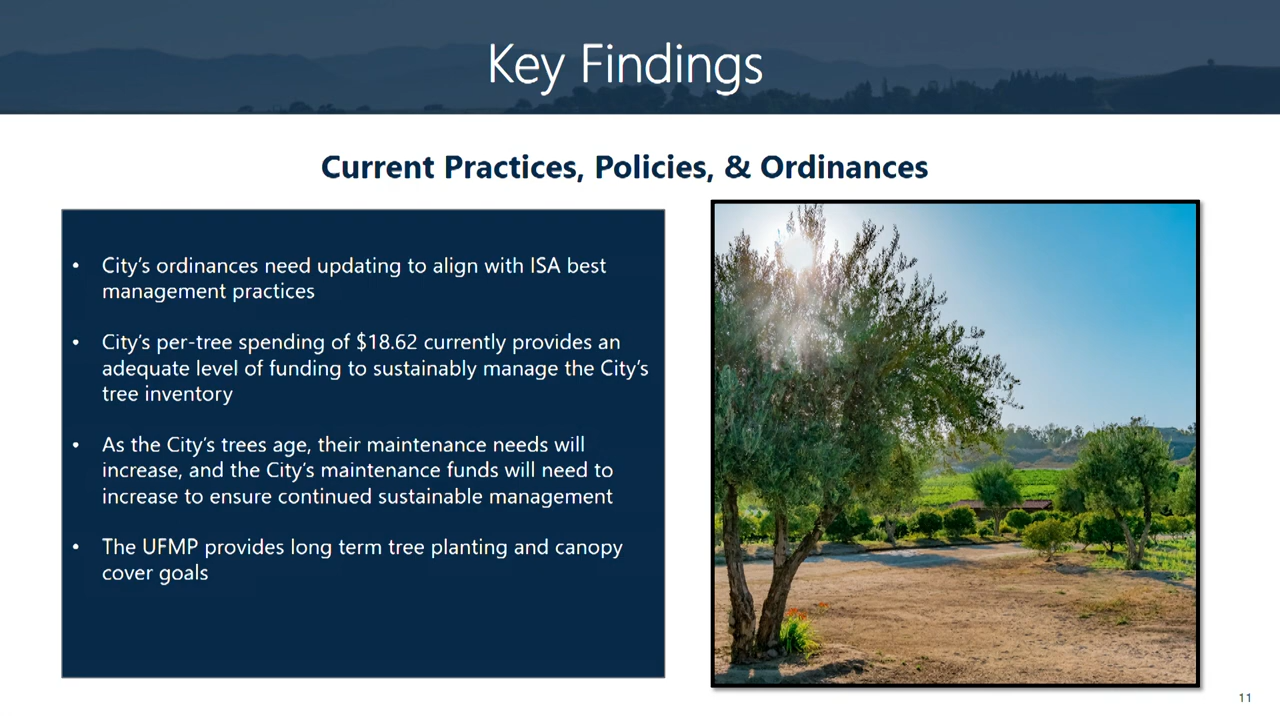 Key Findings
Current Practices, Policies, & Ordinances
• City's ordinances need updating to align with ISA best
management practices
• City's per-tree spending of $18.62 currently provides an
adequate level of funding to sustainably manage the City's
tree inventory
• As the City's trees age, their maintenance needs will
increase, and the City's maintenance funds will need to
increase to ensure continued sustainable management
• The UFMP provides long term tree planting and canopy
cover goals
11